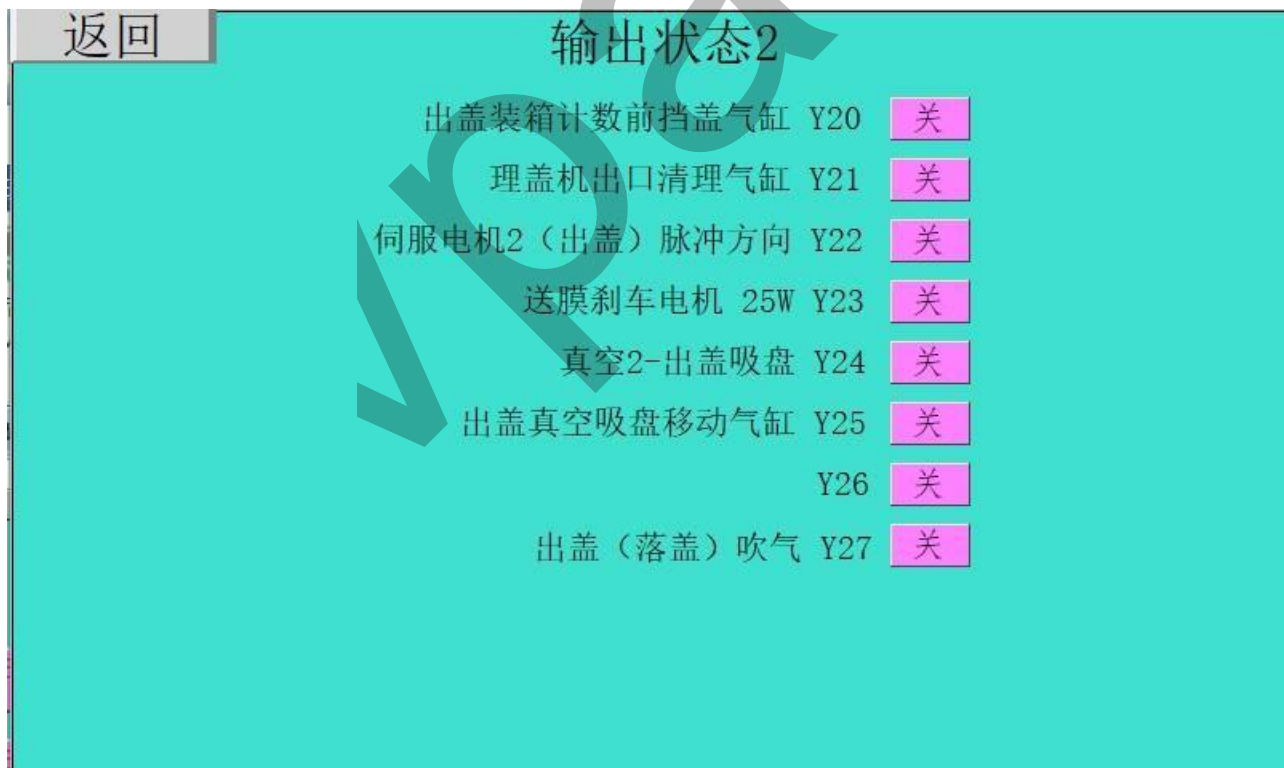 返回
输出状态2
出盖装箱计数前挡盖气缸 Y20 关
理盖机出口清理气缸 Y21 关
伺服电机2（出盖）脉冲方向 Y22 关
送膜刹车电机 25W Y23 关
真空2-出盖吸盘 Y24 关
出盖真空吸盘移动气缸 Y25 关
Y26 关
出盖（落盖）吹气 Y27 关